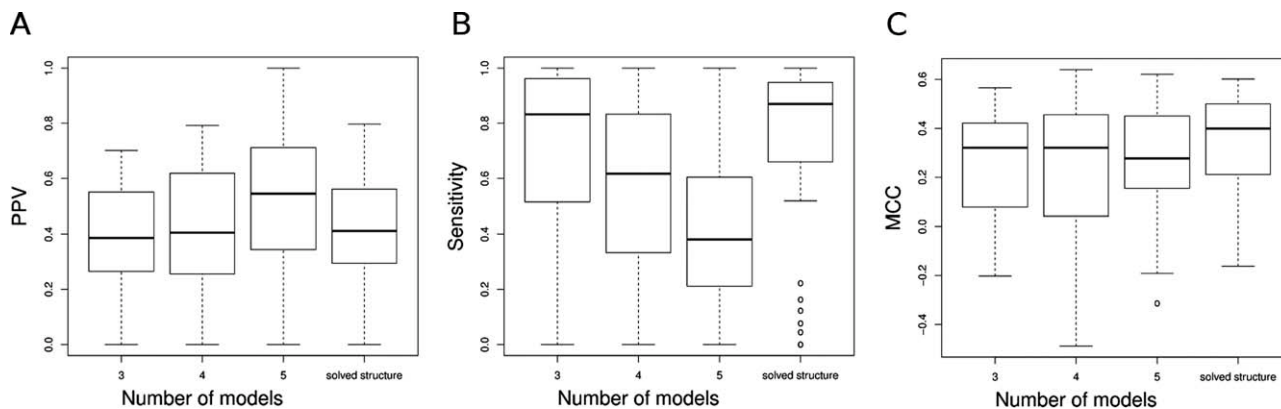 A
PPV
1.0
0.8
0.6
0.4
0.2
0.0
3 4 5 solved structure
Number of models
B
Sensitivity
1.0
0.8
0.6
0.4
0.2
0.0
3 4 5 solved structure
Number of models
C
MCC
0.6
0.4
0.2
0.0
−0.2
−0.4
3 4 5 solved structure
Number of models